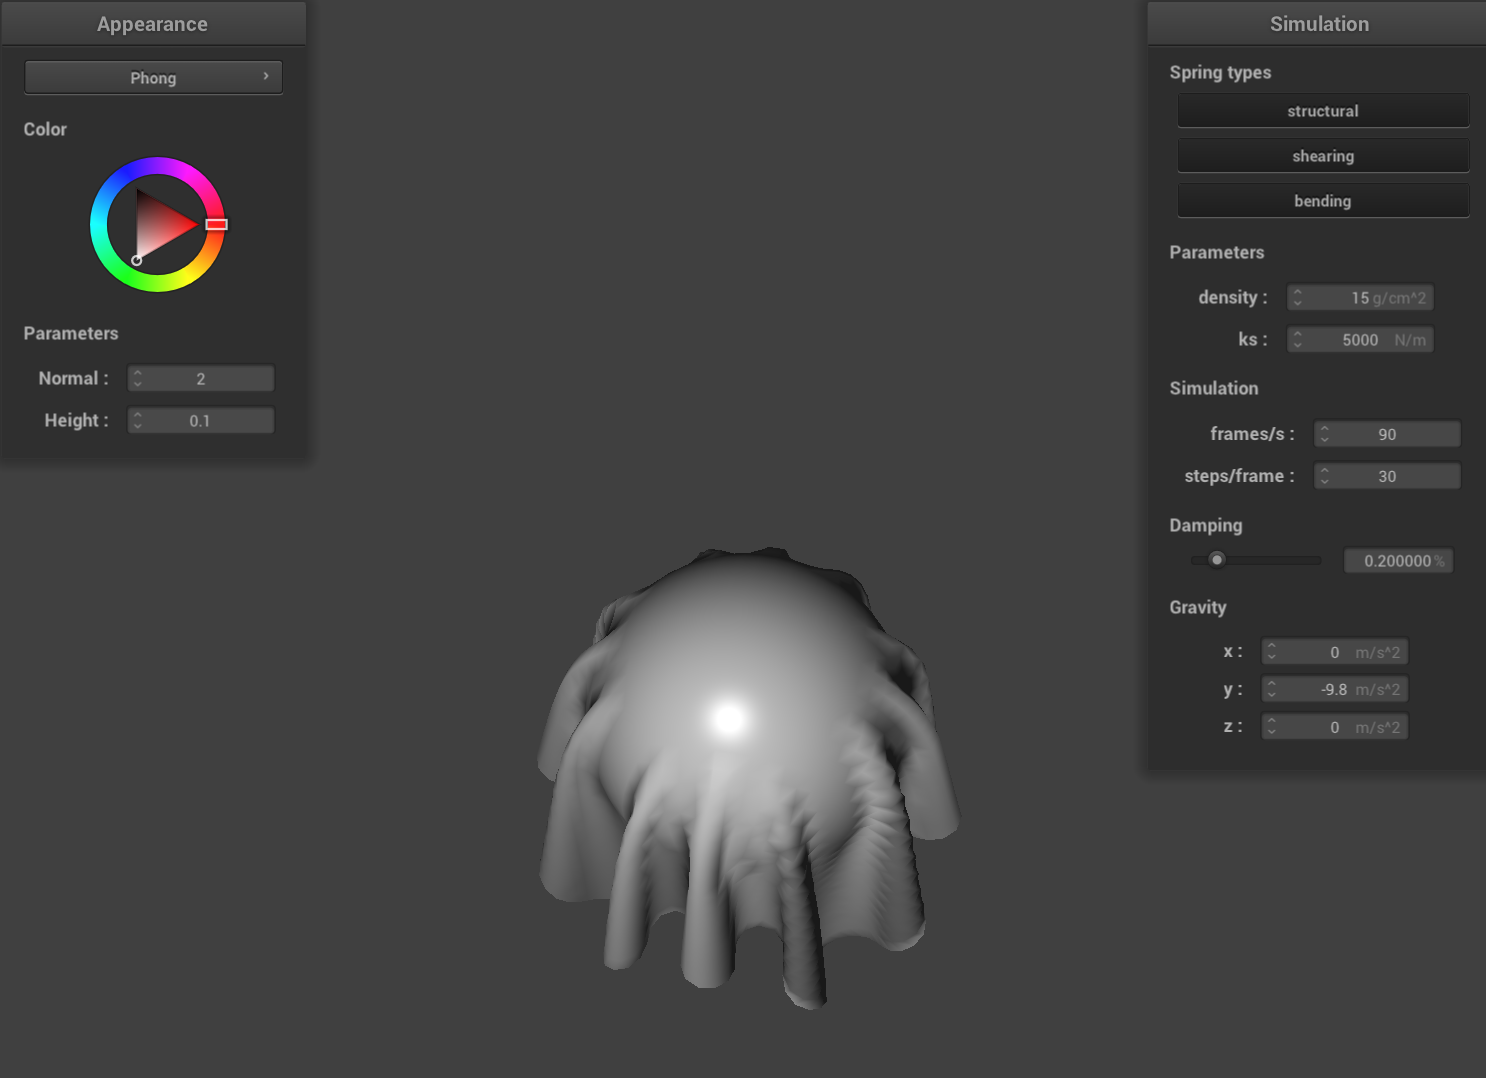 Appearance
Phong
Color
Parameters
Normal : 2
Height : 0.1
Simulation
Spring types
structural
shearing
bending
Parameters
density : 15 g/cm^2
ks : 5000 N/m
Simulation
frames/s : 90
steps/frame : 30
Damping
0.200000 %
Gravity
x : 0 m/s^2
y : -9.8 m/s^2
z : 0 m/s^2